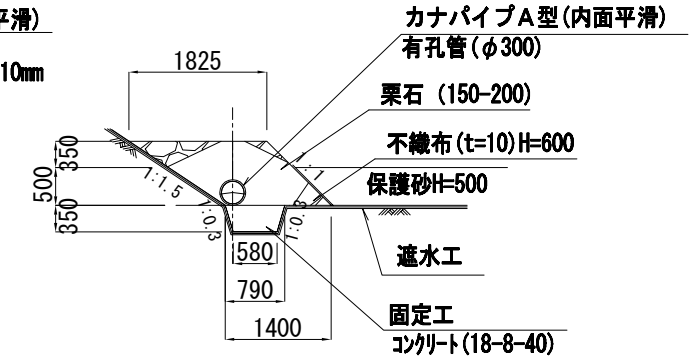 平滑)
10mm
カナパイプA型(内面平滑)
有孔管(φ300)
栗石 (150-200)
不織布(t=10)H=600
保護砂H=500
遮水工
固定工
コンクリート(18-8-40)
1825
350
500
350
1:1.5
1:1
1:0.3
1:0.3
580
790
1400